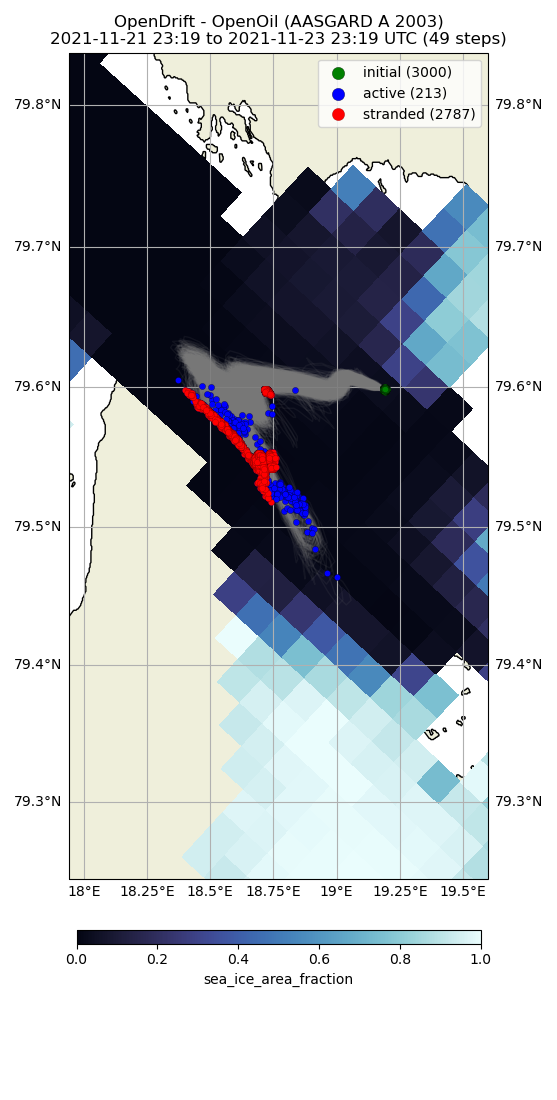 OpenDrift - OpenOil (AASGARD A 2003)
2021-11-21 23:19 to 2021-11-23 23:19 UTC (49 steps)
initial (3000)
active (213)
stranded (2787)
79.8°N 79.8°N
79.7°N 79.7°N
79.6°N 79.6°N
79.5°N 79.5°N
79.4°N 79.4°N
79.3°N 79.3°N
18°E 18.25°E 18.5°E 18.75°E 19°E 19.25°E 19.5°E
0.0 0.2 0.4 0.6 0.8 1.0
sea_ice_area_fraction